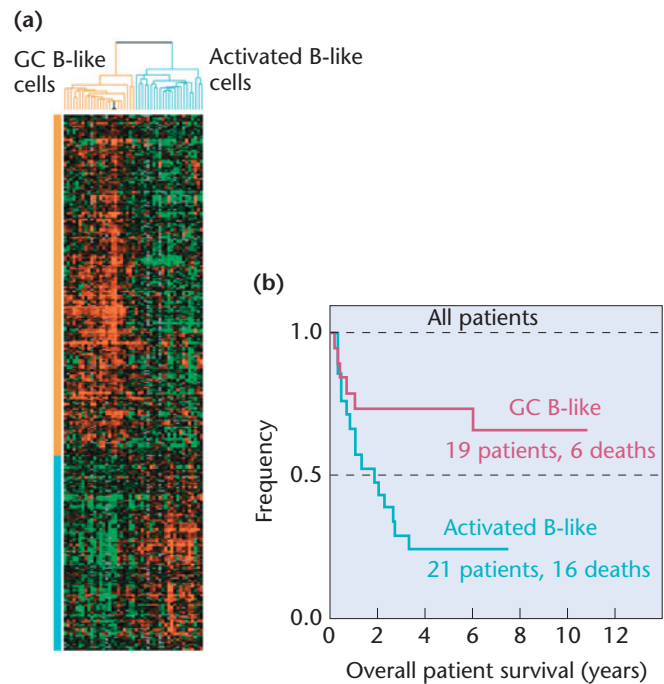 (a)
GC B-like
cells
Activated B-like
cells
(b)
All patients
1.0
GC B-like
19 patients, 6 deaths
0.5
Activated B-like
21 patients, 16 deaths
0.0
Frequency
0 2 4 6 8 10 12
Overall patient survival (years)